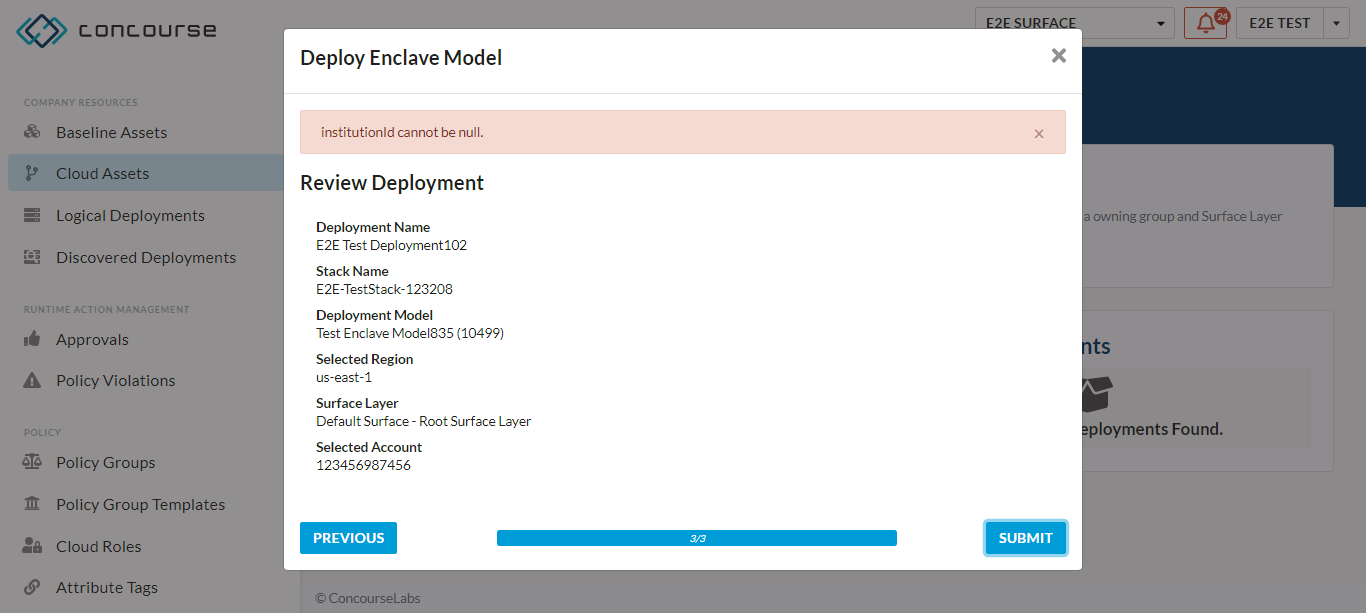 concourse
E2E SURFACE
24
E2E TEST
COMPANY RESOURCES
Baseline Assets
Cloud Assets
Logical Deployments
Discovered Deployments
RUNTIME ACTION MANAGEMENT
Approvals
Policy Violations
POLICY
Policy Groups
Policy Group Templates
Cloud Roles
Attribute Tags
Deploy Enclave Model
institutionId cannot be null.
Review Deployment
Deployment Name
E2E Test Deployment102
Stack Name
E2E-TestStack-123208
Deployment Model
Test Enclave Model835 (10499)
Selected Region
us-east-1
Surface Layer
Default Surface - Root Surface Layer
Selected Account
123456987456
PREVIOUS
3/3
SUBMIT
a owning group and Surface Layer
nts
eployments Found.
© ConcourseLabs